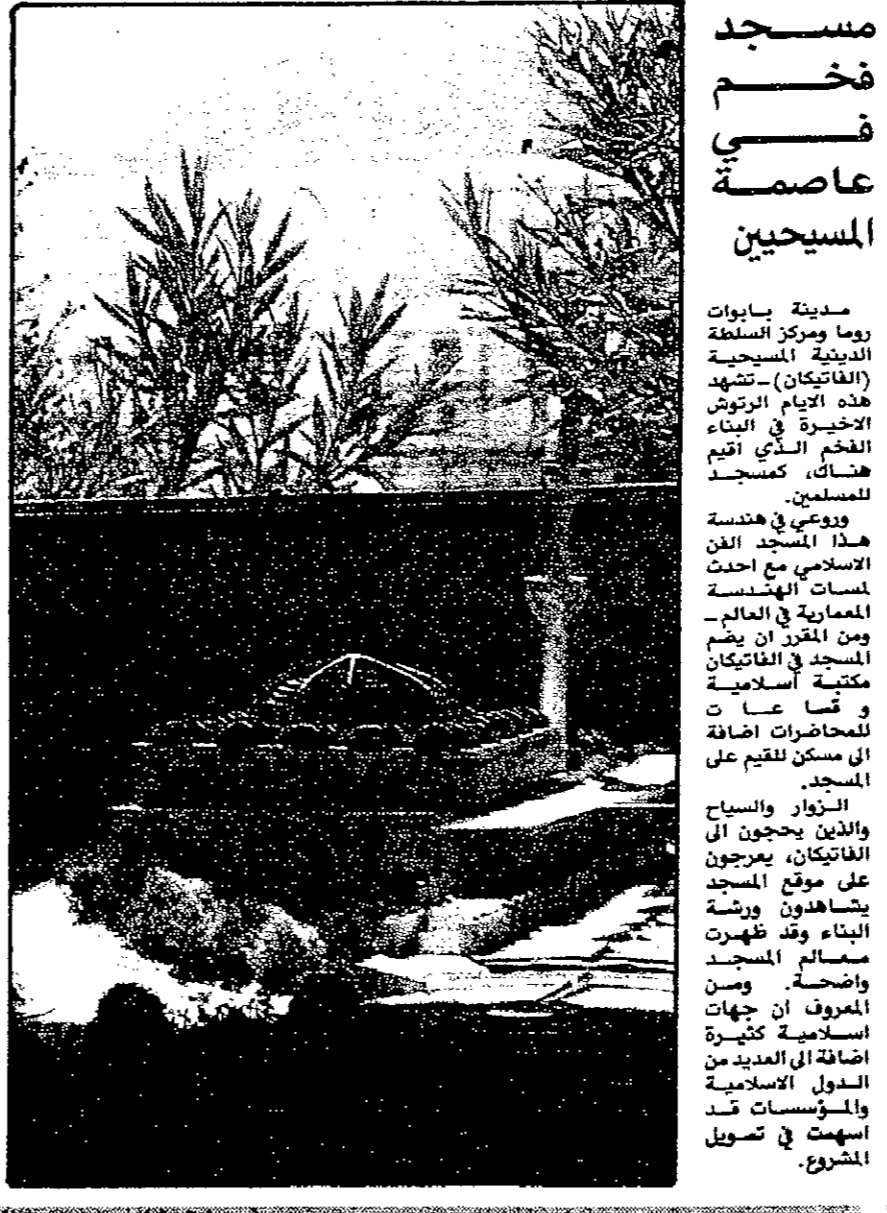 مسجد
فخم
في
عاصمة
المسيحيين
مدينة بابوات
روما ومركز السلطة
الدينية المسيحية
(الفاتيكان) - تشهد
هذه الايام الرتوش
الاخيرة في البناء
الفخم الذي اقيم
هناك، كمسجد
للمسلمين.
وروعي في هندسة
هذا المسجد الفن
الاسلامي مع احدث
لمسات الهندسة
المعمارية في العالم -
ومن المقرر ان يضم
المسجد في الفاتيكان
مكتبة اسلامية
و قسا عا ت
للمحاضرات اضافة
الى مسكن للقيم على
المسجد.
الزوار والسياح
والذين يحجون الى
الفاتيكان، يعرجون
على موقع المسجد
يشاهدون ورشة
البناء وقد ظهرت
معالم المسجد
واضحة. ومن
المعروف ان جهات
اسلامية كثيرة
اضافة الى العديد من
الدول الاسلامية
والمؤسسات قد
اسهمت في تمويل
المشروع.